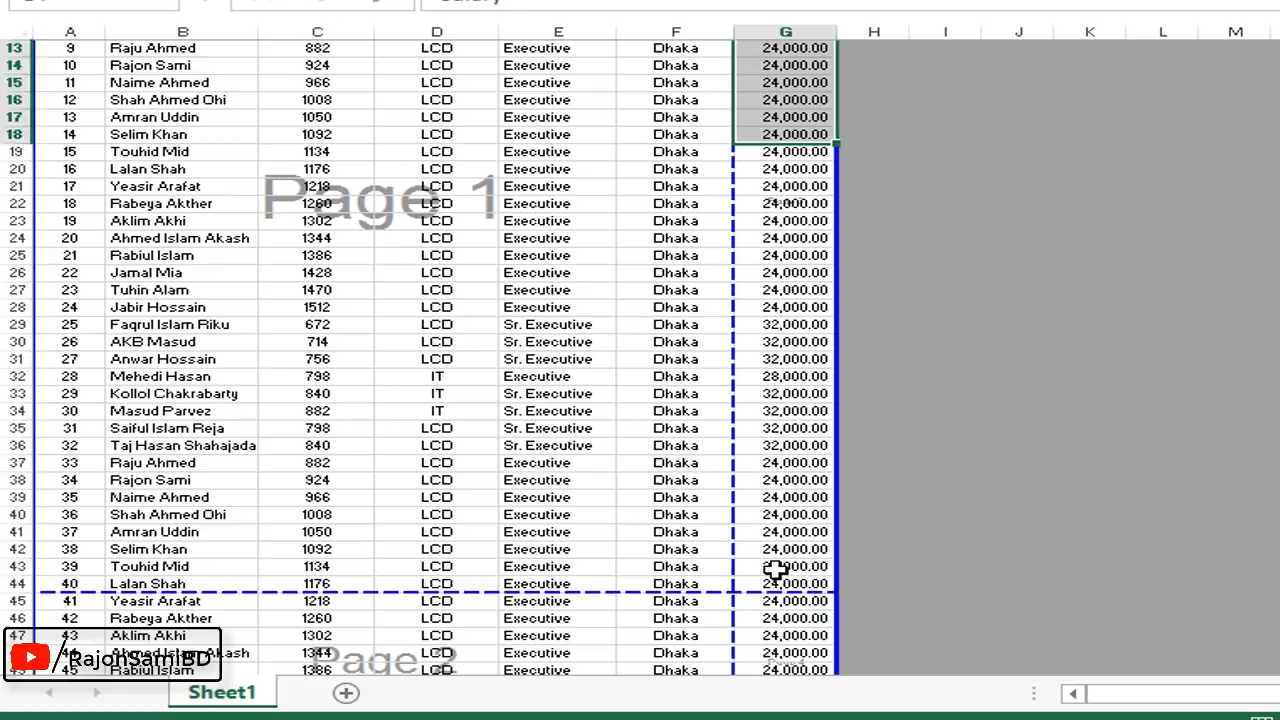 A B C D E F G H I J K L M
13 9 Raju Ahmed 882 LCD Executive Dhaka 24,000.00
14 10 Rajon Sami 924 LCD Executive Dhaka 24,000.00
15 11 Naime Ahmed 966 LCD Executive Dhaka 24,000.00
16 12 Shah Ahmed Ohi 1008 LCD Executive Dhaka 24,000.00
17 13 Amran Uddin 1050 LCD Executive Dhaka 24,000.00
18 14 Selim Khan 1092 LCD Executive Dhaka 24,000.00
19 15 Touhid Mid 1134 LCD Executive Dhaka 24,000.00
20 16 Lalan Shah 1176 LCD Executive Dhaka 24,000.00
Page 1
21 17 Yeasir Arafat 1218 LCD Executive Dhaka 24,000.00
22 18 Rabeya Akther 1260 LCD Executive Dhaka 24,000.00
23 19 Aklim Akhi 1302 LCD Executive Dhaka 24,000.00
24 20 Ahmed Islam Akash 1344 LCD Executive Dhaka 24,000.00
25 21 Rabiul Islam 1386 LCD Executive Dhaka 24,000.00
26 22 Jamal Mia 1428 LCD Executive Dhaka 24,000.00
27 23 Tuhin Alam 1470 LCD Executive Dhaka 24,000.00
28 24 Jabir Hossain 1512 LCD Executive Dhaka 24,000.00
29 25 Faqrul Islam Riku 672 LCD Sr. Executive Dhaka 32,000.00
30 26 AKB Masud 714 LCD Sr. Executive Dhaka 32,000.00
31 27 Anwar Hossain 756 LCD Sr. Executive Dhaka 32,000.00
32 28 Mehedi Hasan 798 IT Executive Dhaka 28,000.00
33 29 Kollol Chakrabarty 840 IT Sr. Executive Dhaka 32,000.00
34 30 Masud Parvez 882 IT Sr. Executive Dhaka 32,000.00
35 31 Saiful Islam Reja 798 LCD Sr. Executive Dhaka 32,000.00
36 32 Taj Hasan Shahajada 840 LCD Sr. Executive Dhaka 32,000.00
37 33 Raju Ahmed 882 LCD Executive Dhaka 24,000.00
38 34 Rajon Sami 924 LCD Executive Dhaka 24,000.00
39 35 Naime Ahmed 966 LCD Executive Dhaka 24,000.00
40 36 Shah Ahmed Ohi 1008 LCD Executive Dhaka 24,000.00
41 37 Amran Uddin 1050 LCD Executive Dhaka 24,000.00
42 38 Selim Khan 1092 LCD Executive Dhaka 24,000.00
43 39 Touhid Mid 1134 LCD Executive Dhaka
44 40 Lalan Shah 1176 LCD Executive Dhaka 24,000.00
45 41 Yeasir Arafat 1218 LCD Executive Dhaka 24,000.00
46 42 Rabeya Akther 1260 LCD Executive Dhaka 24,000.00
47 43 Aklim Akhi 1302 LCD Executive Dhaka 24,000.00
Ahmed Islam Akash 1344 LCD Executive Dhaka 24,000.00
45 Rabiul Islam 1386 LCD Executive Dhaka 24,000.00
Page 2
/RajonSamiBD
Sheet1